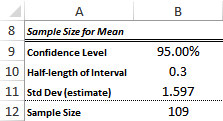 A B
8 Sample Size for Mean
9 Confidence Level 95.00%
10 Half-length of Interval 0.3
11 Std Dev (estimate) 1.597
12 Sample Size 109